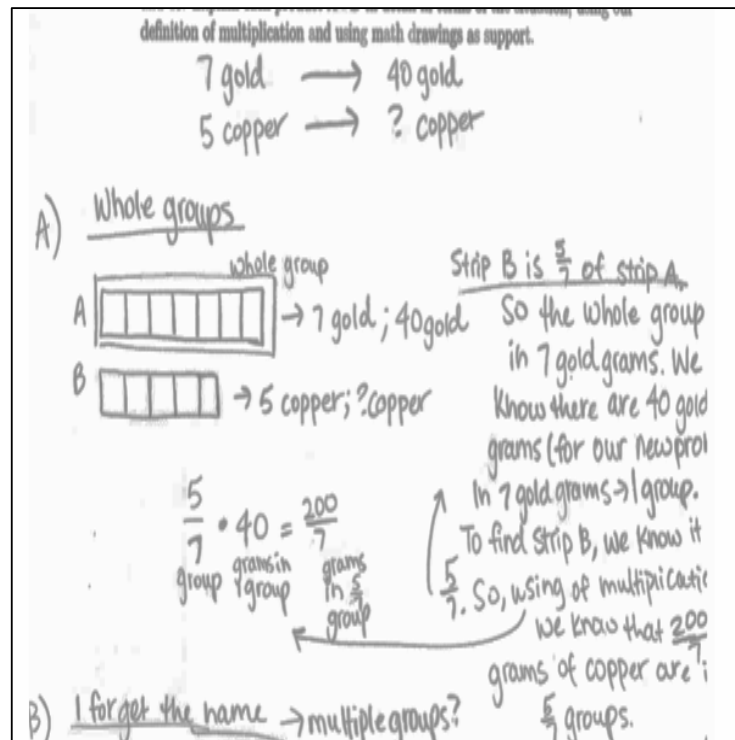 definition of multiplication and using math drawings as support.
7 gold → 40 gold
5 copper → ? copper
A) Whole groups
whole group
A → 7 gold ; 40 gold
B → 5 copper; ? copper
5/7 · 40 = 200/7
group grams in 1 group grams in 5/7 group
Strip B is 5/7 of strip A.
So the whole group
in 7 gold grams. We
know there are 40 gold
grams (for our new
in 7 gold grams → 1 group.
To find Strip B, we know it
5/7. So, using of
we know that 200/7
grams of copper are
5/7 groups.
B) I forget the name → multiple groups?